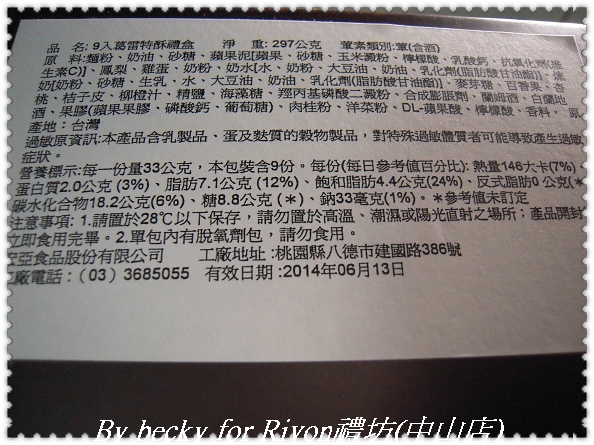 品 名: 9入葛雷特酥禮盒 淨 重: 297公克 葷素類別:葷(含酒)
原 料:麵粉、奶油、砂糖、蘋果泥[蘋果、砂糖、玉米澱粉、檸檬酸、乳酸鈣、抗氧化劑(維
生素C)]、鳳梨、雞蛋、奶粉、奶水[水、奶粉、大豆油、奶油、乳化劑(脂肪酸甘油酯)]、煉
奶[奶粉、砂糖、生乳、水、大豆油、奶油、乳化劑(脂肪酸甘油酯)]、麥芽糖、百香果、杏
桃、桔子皮、柳橙汁、精鹽、海藻糖、羥丙基磷酸二澱粉、合成膨脹劑、蘭姆酒、白蘭地
酒、果膠(蘋果果膠、磷酸鈣、葡萄糖)、肉桂粉、洋菜粉、DL-蘋果酸、檸檬酸、香料。 原
產地:台灣
過敏原資訊:本產品含乳製品、蛋及麩質的穀物製品，對特殊過敏體質者可能導致產生過敏
症狀。
營養標示:每一份量33公克，本包裝含9份。每份(每日參考值百分比): 熱量146大卡(7%)
蛋白質2.0公克 (3%)、脂肪7.1公克 (12%)、飽和脂肪4.4公克(24%)、反式脂肪0 公克(＊)
碳水化合物18.2公克(6%)、糖8.8公克 (＊)、鈉33毫克(1%)。＊參考值未訂定
注意事項: 1.請置於28℃以下保存，請勿置於高溫、潮濕或陽光直射之場所；產品開封
立即食用完畢。2.單包內有脫氧劑包，請勿食用。
宏亞食品股份有限公司 工廠地址 :桃園縣八德市建國路386號
工廠電話 :（03）3685055 有效日期 :2014年06月13日
By becky for Rivon禮坊(中山店)